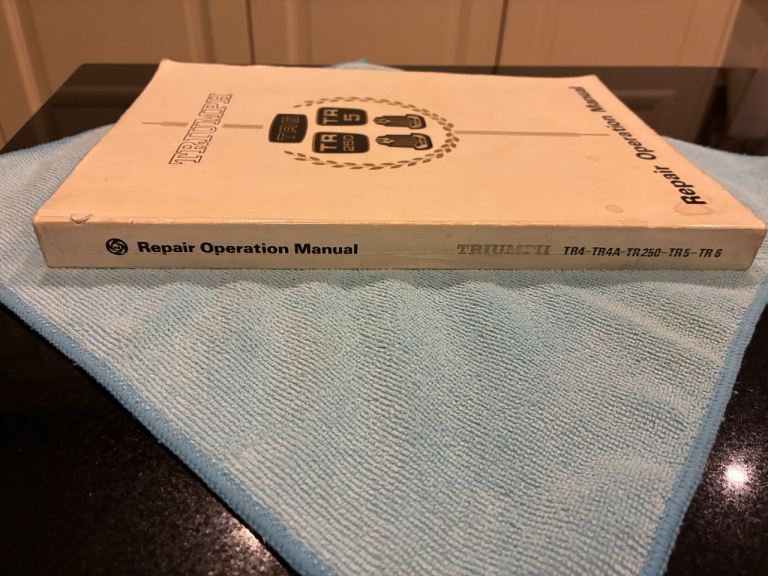 TRIUMPH
TR6
TR
5
TR
250
Repair Operation Manual
Repair Operation Manual TRIUMPH TR4-TR4A-TR250-TR5-TR6